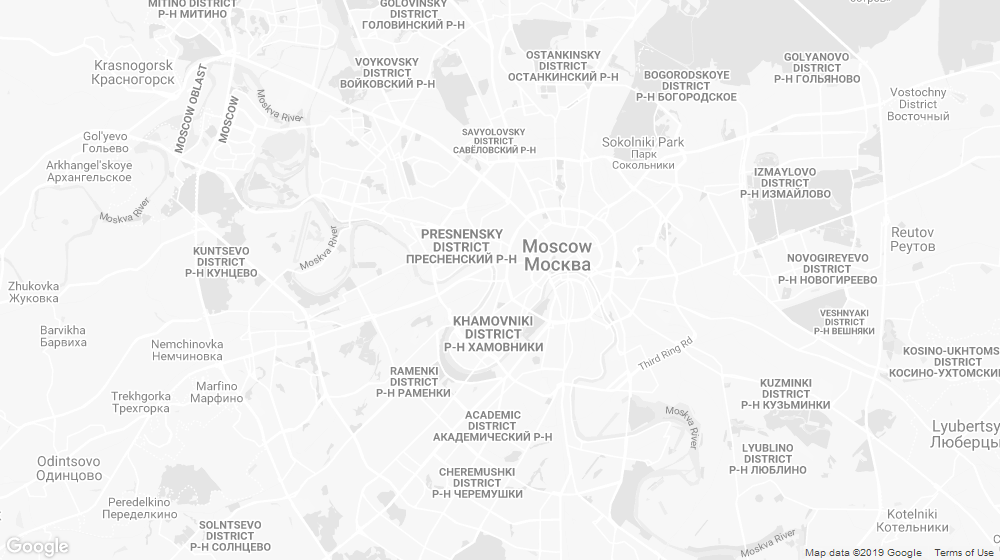 MITINO DISTRICT
Р-Н МИТИНО
GOLOVINSKY
DISTRICT
ГОЛОВИНСКИЙ Р-Н
Krasnogorsk
Красногорск
VOYKOVSKY
DISTRICT
ВОЙКОВСКИЙ Р-Н
OSTANKINSKY
DISTRICT
ОСТАНКИНСКИЙ Р-Н
BOGORODSKOYE
DISTRICT
Р-Н БОГОРОДСКОЕ
GOLYANOVO
DISTRICT
Р-Н ГОЛЬЯНОВО
Vostochny
District
Восточный
MOSCOW OBLAST
MOSCOW
Moskva River
Gol'yevo
Гольево
SAVYOLOVSKY
DISTRICT
САВЁЛОВСКИЙ Р-Н
Sokolniki Park
Парк
Сокольники
Arkhangel'skoye
Архангельское
IZMAYLOVO
DISTRICT
Р-Н ИЗМАЙЛОВО
Moskva River
Moskva River
PRESNENSKY
DISTRICT
ПРЕСНЕНСКИЙ Р-Н
Moscow
Москва
Reutov
Реутов
KUNTSEVO
DISTRICT
Р-Н КУНЦЕВО
NOVOGIREYEVO
DISTRICT
Р-Н НОВОГИРЕЕВО
Zhukovka
Жуковка
Barvikha
Барвиха
Nemchinovka
Немчиновка
KHAMOVNIKI
DISTRICT
Р-Н ХАМОВНИКИ
VESHNYAKI
DISTRICT
Р-Н ВЕШНЯКИ
Third Ring Rd
KOSINO-UKHTOMS
DISTRICT
КОСИНО-УХТОМСКИЙ
Marfino
Марфино
RAMENKI
DISTRICT
Р-Н РАМЕНКИ
KUZMINKI
DISTRICT
Р-Н КУЗЬМИНКИ
Trekhgorka
Трехгорка
ACADEMIC
DISTRICT
АКАДЕМИЧЕСКИЙ Р-Н
Moskva River
Lyubertsy
Люберцы
LYUBLINO
DISTRICT
Р-Н ЛЮБЛИНО
Odintsovo
Одинцово
CHEREMUSHKI
DISTRICT
Р-Н ЧЕРЕМУШКИ
Peredelkino
Переделкино
Kotelniki
Котельники
SOLNTSEVO
DISTRICT
Р-Н СОЛНЦЕВО
Moskva River
Google
Map data ©2019 Google Terms of Use